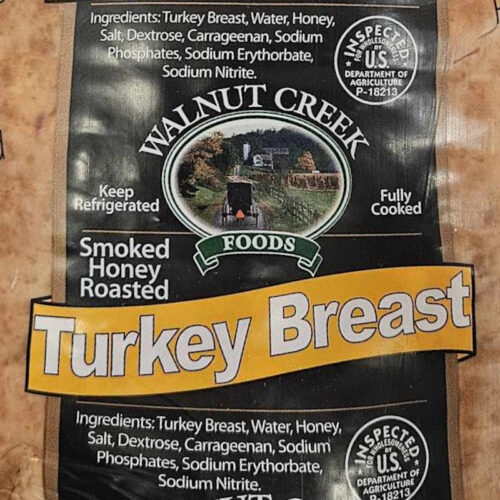 Ingredients: Turkey Breast, Water, Honey,
Salt, Dextrose, Carrageenan, Sodium
Phosphates, Sodium Erythorbate,
Sodium Nitrite.
INSPECTED
FOR WHOLESOMENESS
BY
U.S.
DEPARTMENT OF
AGRICULTURE
P-18213
WALNUT CREEK
FOODS
Keep
Refrigerated
Fully
Cooked
Smoked
Honey
Roasted
Turkey Breast
Ingredients: Turkey Breast, Water, Honey,
Salt, Dextrose, Carrageenan, Sodium
Phosphates, Sodium Erythorbate,
Sodium Nitrite.
INSPECTED
FOR WHOLESOMENESS
BY
U.S.
DEPARTMENT OF
AGRICULTURE
P-18213